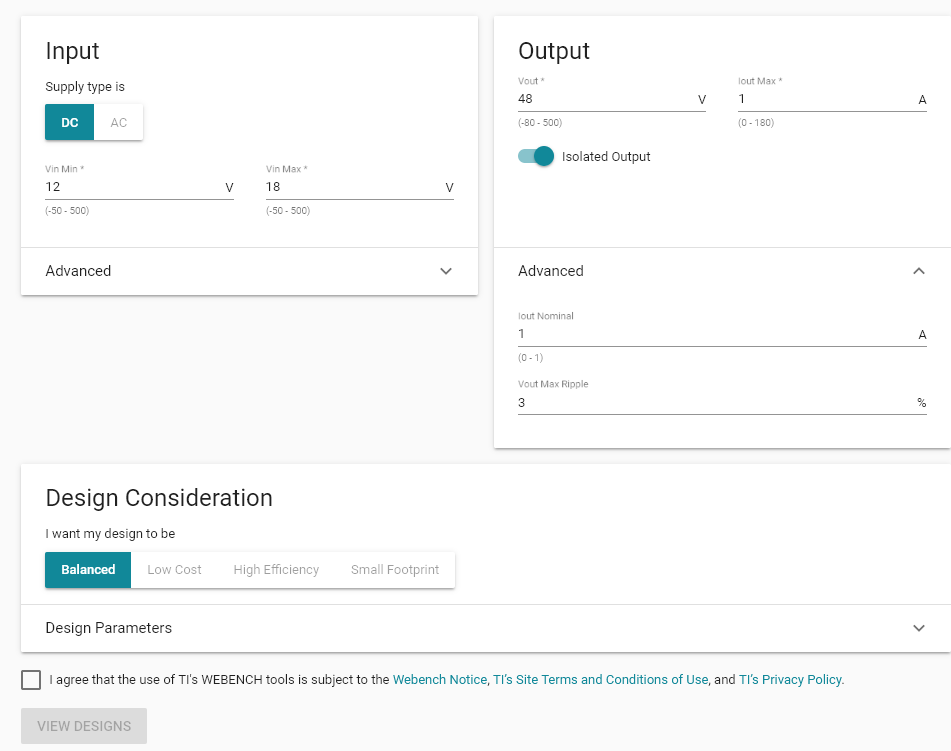 Input
Supply type is
DC AC
Vin Min *
12 V
(-50 - 500)
Vin Max *
18 V
(-50 - 500)
Advanced
Output
Vout *
48 V
(-80 - 500)
Iout Max *
1 A
(0 - 180)
Isolated Output
Advanced
Iout Nominal
1 A
(0 - 1)
Vout Max Ripple
3 %
Design Consideration
I want my design to be
Balanced Low Cost High Efficiency Small Footprint
Design Parameters
I agree that the use of TI's WEBENCH tools is subject to the Webench Notice, TI's Site Terms and Conditions of Use, and TI's Privacy Policy.
VIEW DESIGNS